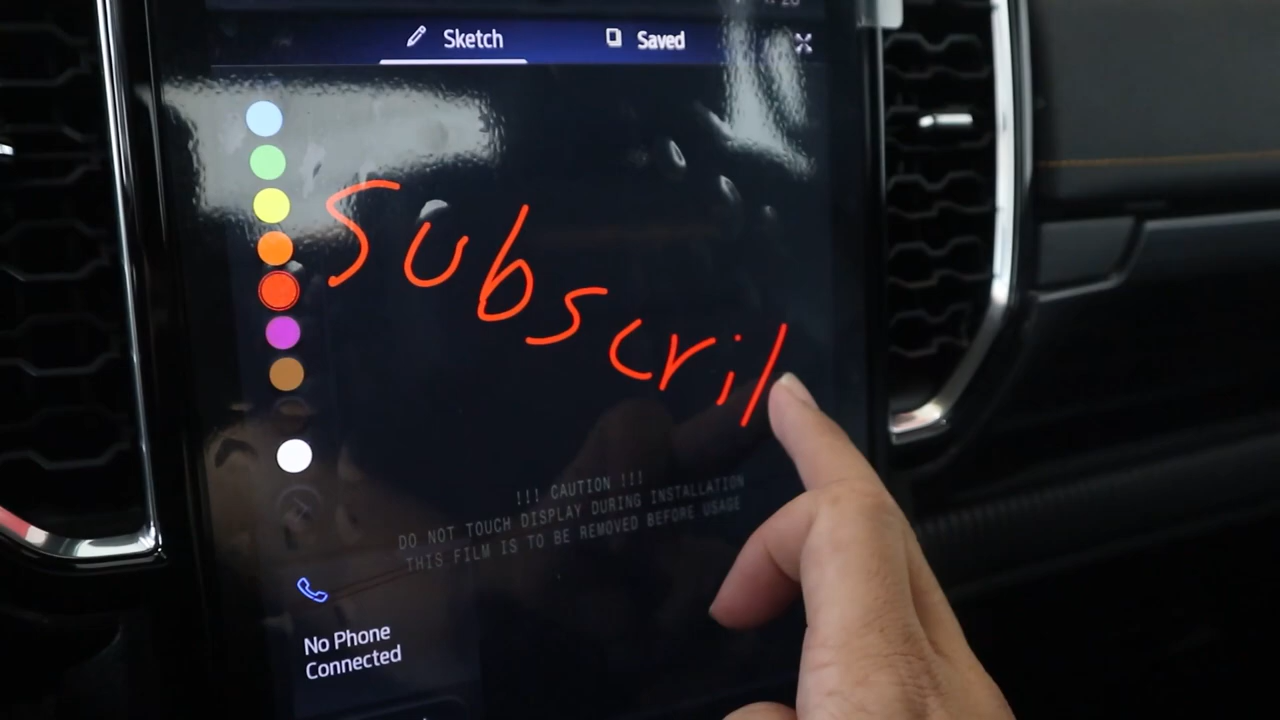 Sketch Saved
Subscril
!!! CAUTION !!!
DO NOT TOUCH DISPLAY DURING INSTALLATION
THIS FILM IS TO BE REMOVED BEFORE USAGE
No Phone
Connected